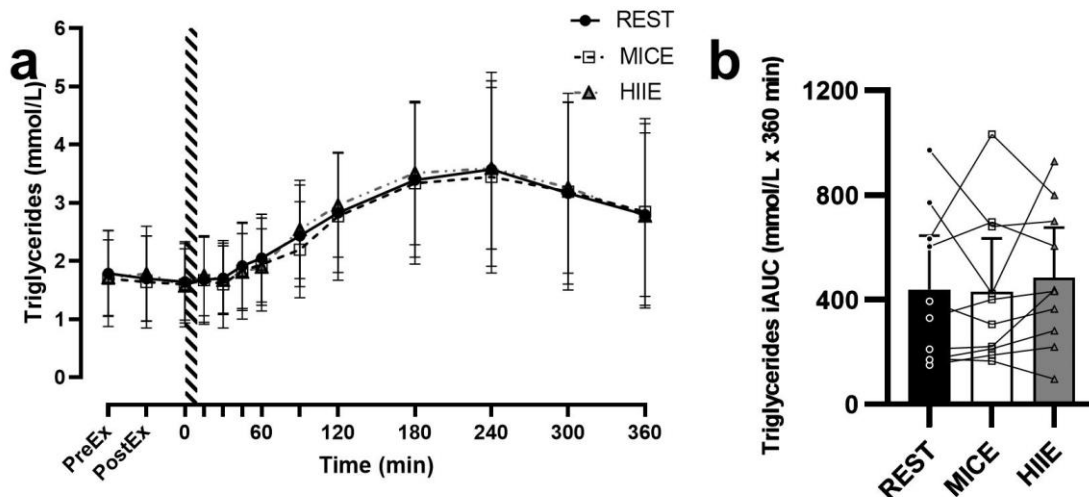 a
Triglycerides (mmol/L)
6
5
4
3
2
1
0
REST
MICE
HIIE
PreEx
PostEx
0
60
120
180
240
300
360
Time (min)
b
Triglycerides iAUC (mmol/L x 360 min)
1200
800
400
0
REST
MICE
HIIE